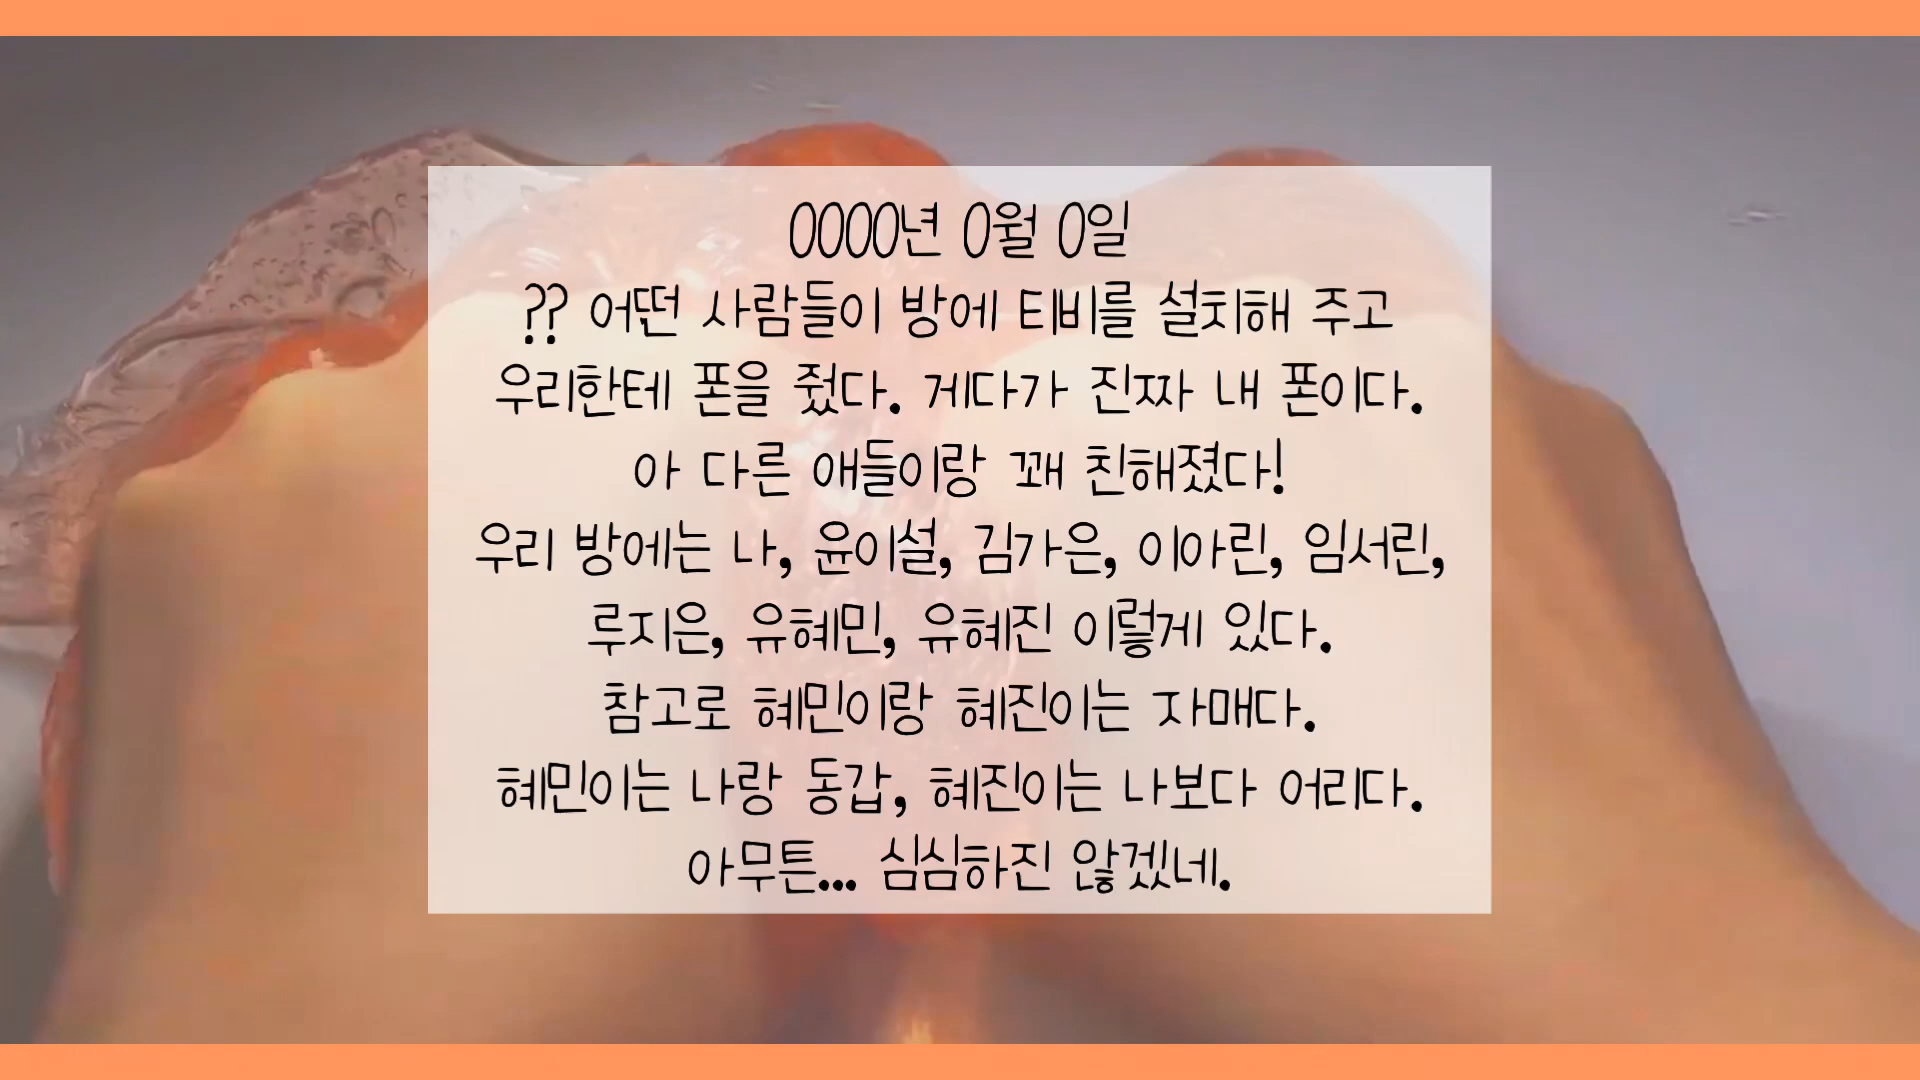 0000년 0월 0일
?? 어떤 사람들이 방에 티비를 설치해 주고
우리한테 폰을 줬다. 게다가 진짜 내 폰이다.
아 다른 애들이랑 꽤 친해졌다!
우리 방에는 나, 윤이설, 김가은, 이아린, 임서린,
루지은, 유혜민, 유혜진 이렇게 있다.
참고로 혜민이랑 혜진이는 자매다.
혜민이는 나랑 동갑, 혜진이는 나보다 어리다.
아무튼... 심심하진 않겠네.